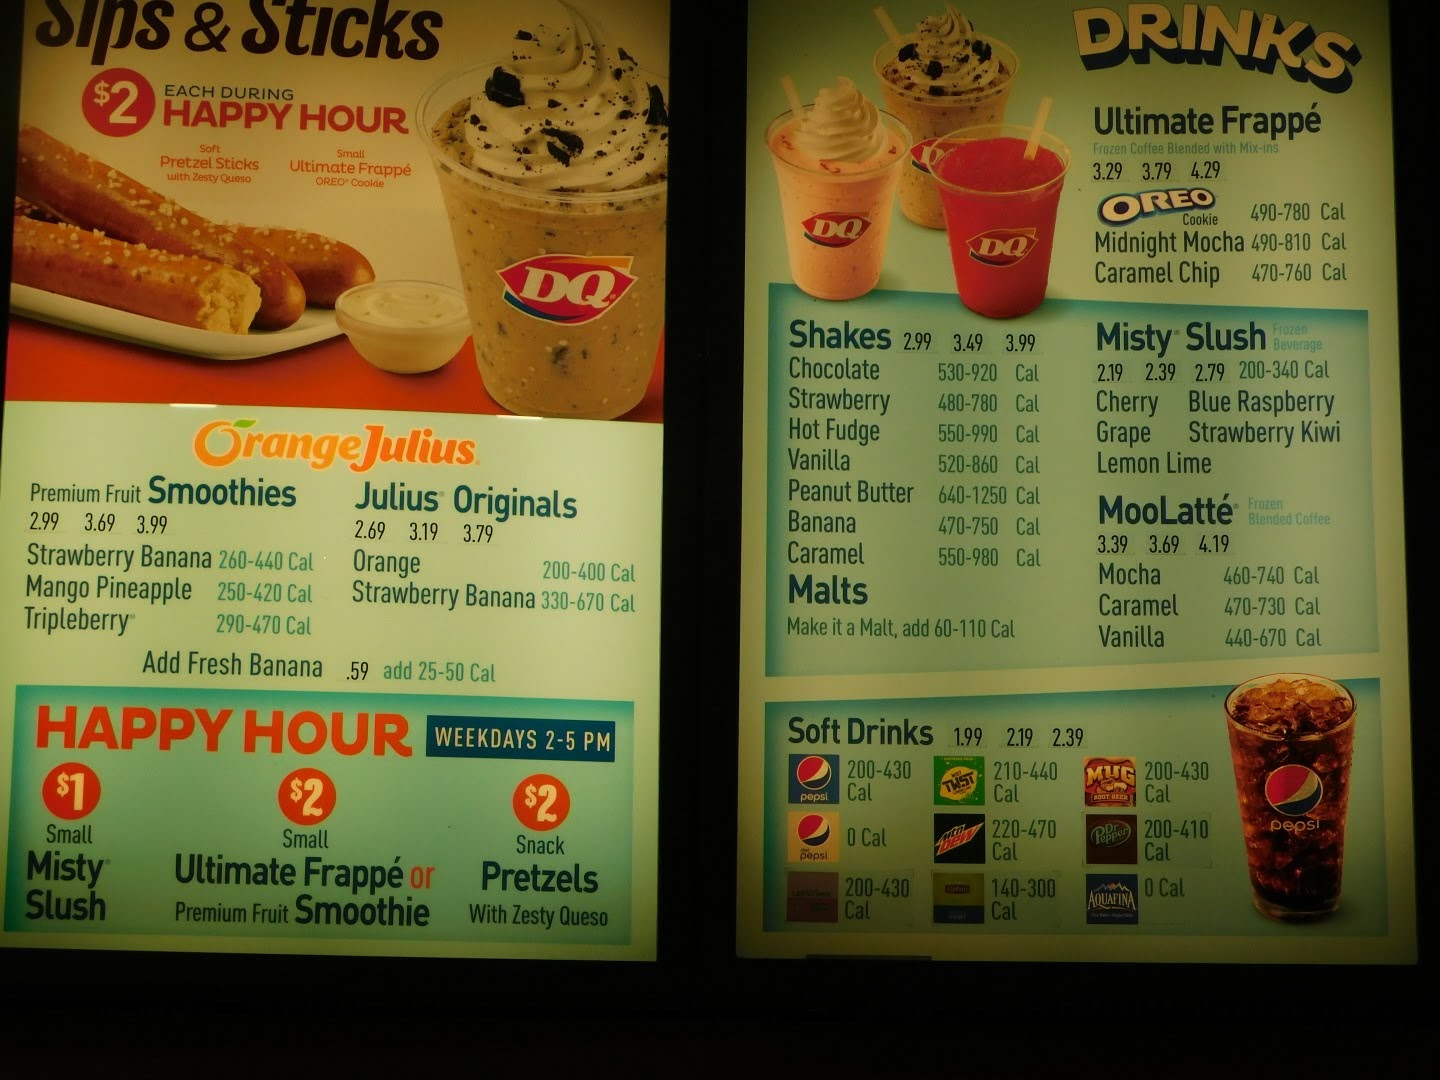 Sips & Sticks
$2 EACH DURING
HAPPY HOUR
Soft
Pretzel Sticks
with Zesty Queso
Small
Ultimate Frappé
OREO® Cookie
DQ
OrangeJulius®
Premium Fruit Smoothies
2.99 3.69 3.99
Strawberry Banana 260-440 Cal
Mango Pineapple 250-420 Cal
Tripleberry® 290-470 Cal
Julius® Originals
2.69 3.19 3.79
Orange 200-400 Cal
Strawberry Banana 330-670 Cal
Add Fresh Banana .59 add 25-50 Cal
HAPPY HOUR WEEKDAYS 2-5 PM
$1
Small
Misty®
Slush
$2
Small
Ultimate Frappé or
Premium Fruit Smoothie
$2
Snack
Pretzels
With Zesty Queso
DRINKS
DQ
DQ
Ultimate Frappé
Frozen Coffee Blended with Mix-ins
3.29 3.79 4.29
OREO Cookie 490-780 Cal
Midnight Mocha 490-810 Cal
Caramel Chip 470-760 Cal
Shakes 2.99 3.49 3.99
Chocolate 530-920 Cal
Strawberry 480-780 Cal
Hot Fudge 550-990 Cal
Vanilla 520-860 Cal
Peanut Butter 640-1250 Cal
Banana 470-750 Cal
Caramel 550-980 Cal
Malts
Make it a Malt, add 60-110 Cal
Misty® Slush Frozen Beverage
2.19 2.39 2.79 200-340 Cal
Cherry Blue Raspberry
Grape Strawberry Kiwi
Lemon Lime
MooLatté® Frozen Blended Coffee
3.39 3.69 4.19
Mocha 460-740 Cal
Caramel 470-730 Cal
Vanilla 440-670 Cal
Soft Drinks 1.99 2.19 2.39
pepsi 200-430 Cal
TWST 210-440 Cal
MUG ROOT BEER 200-430 Cal
diet pepsi 0 Cal
Mtn Dew 220-470 Cal
Dr Pepper 200-410 Cal
200-430 Cal
Lipton 140-300 Cal
AQUAFINA 0 Cal
pepsi